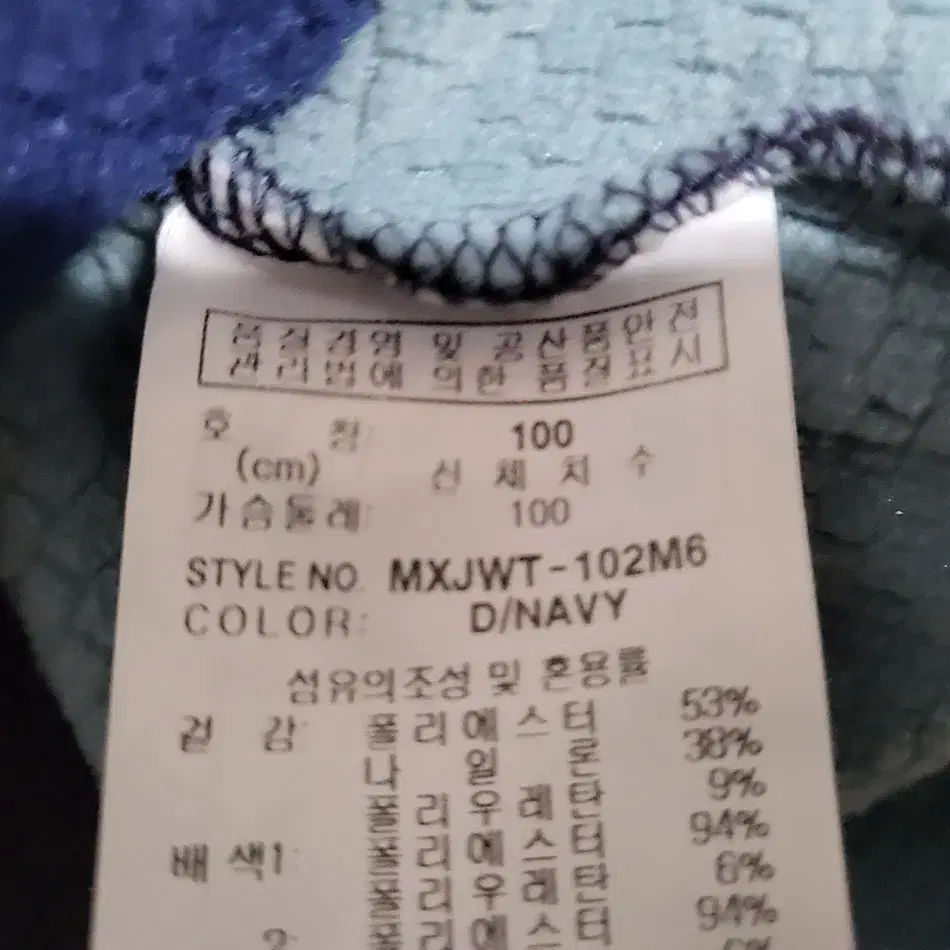 품질경영 및 공산품안전
관리법에 의한 품질표시
호 칭: 100
(cm) 신 체 치 수
가슴둘레: 100
STYLE NO. MXJWT-102M6
COLOR: D/NAVY
섬유의조성 및 혼용률
겉 감: 폴리에스터 53%
나 일 론 38%
폴리우레탄 9%
배 색1: 폴리에스터 94%
폴리우레탄 6%
2: 폴리에스터 94%